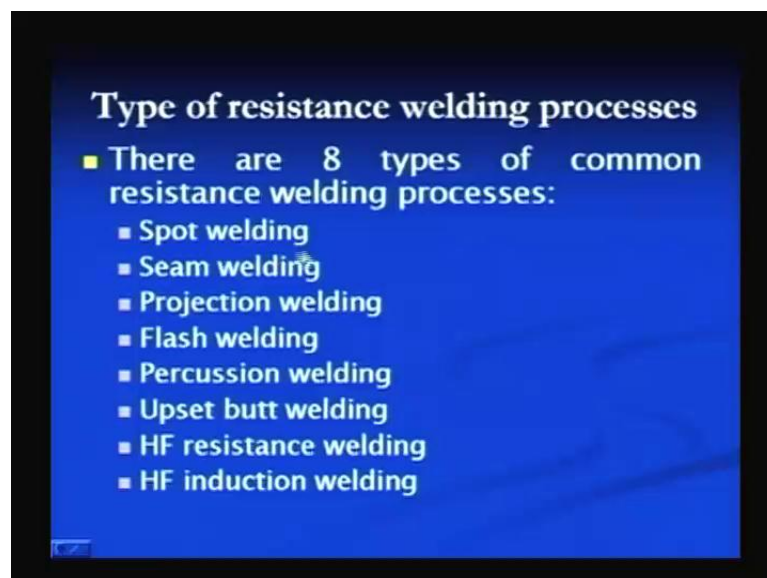 Type of resistance welding processes
There are 8 types of common
resistance welding processes:
Spot welding
Seam welding
Projection welding
Flash welding
Percussion welding
Upset butt welding
HF resistance welding
HF induction welding